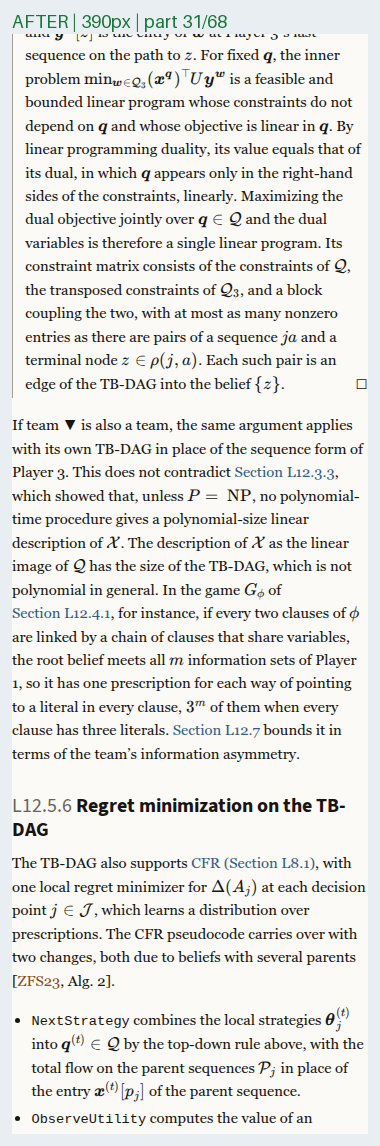 AFTER | 390px | part 31/68
sequence on the path to z. For fixed q, the inner
problem min_{w∈𝒬₃}(x^q)^⊤Uy^w is a feasible and
bounded linear program whose constraints do not
depend on q and whose objective is linear in q. By
linear programming duality, its value equals that of
its dual, in which q appears only in the right-hand
sides of the constraints, linearly. Maximizing the
dual objective jointly over q ∈ 𝒬 and the dual
variables is therefore a single linear program. Its
constraint matrix consists of the constraints of 𝒬,
the transposed constraints of 𝒬₃, and a block
coupling the two, with at most as many nonzero
entries as there are pairs of a sequence ja and a
terminal node z ∈ ρ(j, a). Each such pair is an
edge of the TB-DAG into the belief {z}. □
If team ▼ is also a team, the same argument applies
with its own TB-DAG in place of the sequence form of
Player 3. This does not contradict Section L12.3.3,
which showed that, unless P = NP, no polynomial-
time procedure gives a polynomial-size linear
description of 𝒳. The description of 𝒳 as the linear
image of 𝒬 has the size of the TB-DAG, which is not
polynomial in general. In the game G_ϕ of
Section L12.4.1, for instance, if every two clauses of ϕ
are linked by a chain of clauses that share variables,
the root belief meets all m information sets of Player
1, so it has one prescription for each way of pointing
to a literal in every clause, 3^m of them when every
clause has three literals. Section L12.7 bounds it in
terms of the team's information asymmetry.
L12.5.6 Regret minimization on the TB-
DAG
The TB-DAG also supports CFR (Section L8.1), with
one local regret minimizer for Δ(A_j) at each decision
point j ∈ 𝒥, which learns a distribution over
prescriptions. The CFR pseudocode carries over with
two changes, both due to beliefs with several parents
[ZFS23, Alg. 2].
• NextStrategy combines the local strategies θ_j^{(t)}
into q^{(t)} ∈ 𝒬 by the top-down rule above, with the
total flow on the parent sequences 𝒫_j in place of
the entry x^{(t)}[p_j] of the parent sequence.
• ObserveUtility computes the value of an